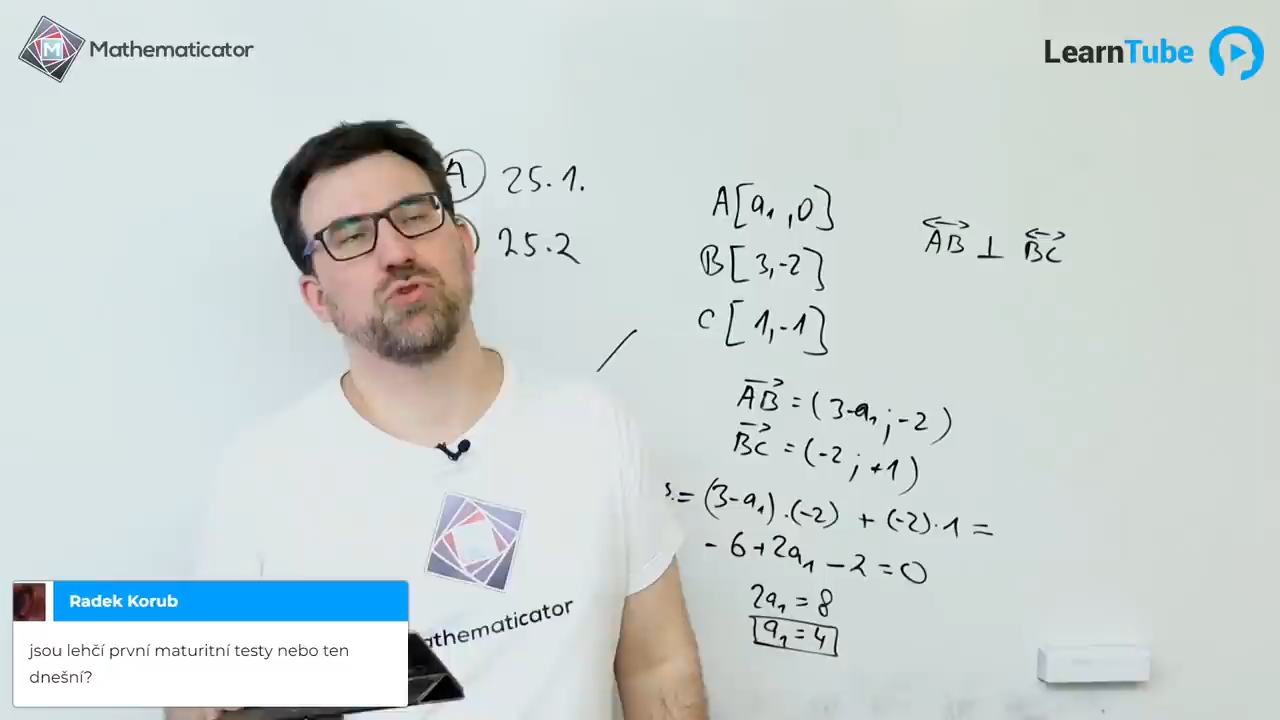 Mathematicator
LearnTube
A 25.1.
25.2
A[a₁,0]
B[3,-2]
C[1,-1]
AB ⊥ BC
AB = (3-a₁;-2)
BC = (-2;+1)
s.= (3-a₁).(-2) + (-2).1 =
-6+2a₁-2=0
2a₁=8
a₁=4
Radek Korub
jsou lehčí první maturitní testy nebo ten
dnešní?
M
athematicator